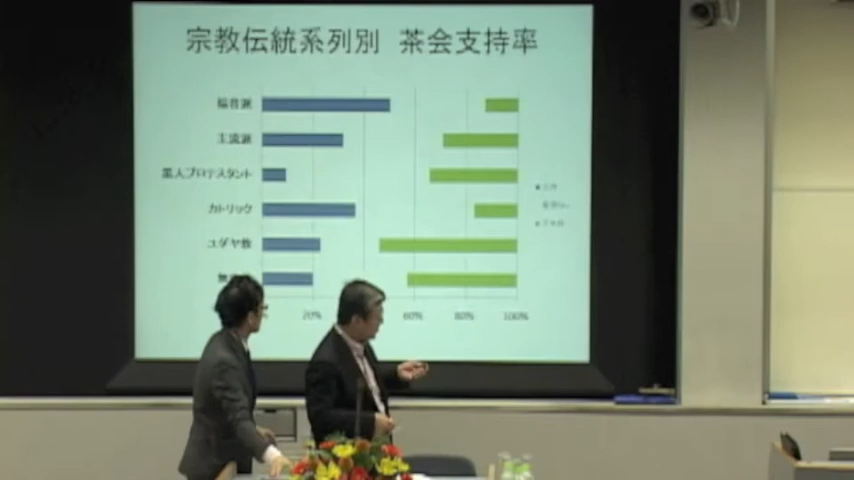 宗教伝統系列別 茶会支持率
福音派
主流派
黒人プロテスタント
カトリック
ユダヤ教
20% 60% 80% 100%